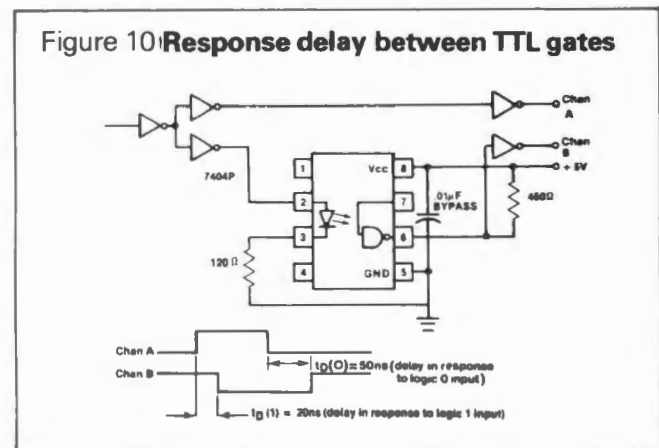 Figure 10 Response delay between TTL gates
Chan
A
Chan
B
+ 5V
7404P
1
Vcc
8
2
7
3
6
4
GND
5
.01µF
BYPASS
460Ω
120 Ω
Chan A
tD(0) = 50ns (delay in response
to logic 0 input)
Chan B
tD(1) = 20ns (delay in response to logic 1 input)